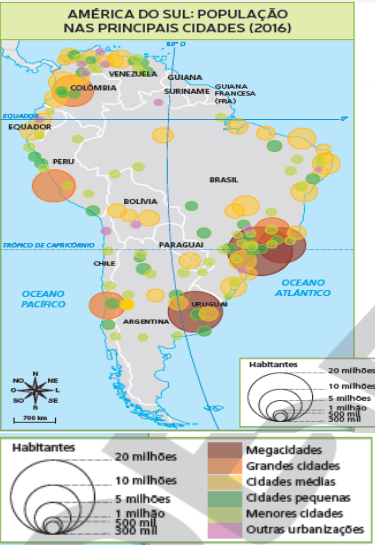 AMÉRICA DO SUL: POPULAÇÃO
NAS PRINCIPAIS CIDADES (2016)
60° O
VENEZUELA
GUIANA
SURINAME
GUIANA
FRANCESA
(FRA)
COLÔMBIA
EQUADOR
0°
EQUADOR
PERU
BRASIL
BOLÍVIA
TRÓPICO DE CAPRICÓRNIO
PARAGUAI
CHILE
OCEANO
PACÍFICO
OCEANO
ATLÂNTICO
URUGUAI
ARGENTINA
N
NO
NE
O
L
SO
SE
S
700 km
Habitantes
20 milhões
10 milhões
5 milhões
1 milhão
500 mil
300 mil
Habitantes
20 milhões
10 milhões
5 milhões
1 milhão
500 mil
300 mil
Megacidades
Grandes cidades
Cidades médias
Cidades pequenas
Menores cidades
Outras urbanizações